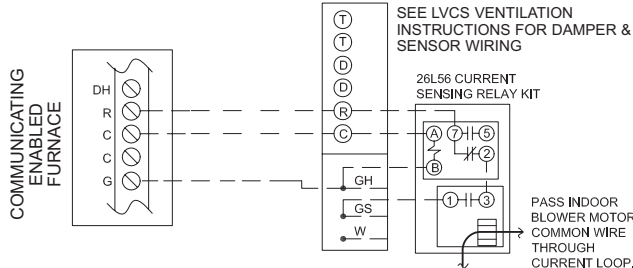 SEE LVCS VENTILATION
INSTRUCTIONS FOR DAMPER &
SENSOR WIRING
T
T
D
D
R
C
GH
GS
W
COMMUNICATING
ENABLED
FURNACE
DH
R
C
C
G
26L56 CURRENT
SENSING RELAY KIT
A 7 5
2
B
1 3
PASS INDOOR
BLOWER MOTOR
COMMON WIRE
THROUGH
CURRENT LOOP.